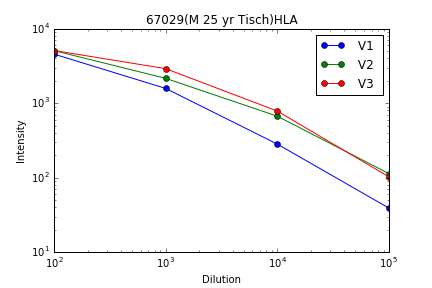 67029(M 25 yr Tisch)HLA
V1
V2
V3
Intensity
10^4
10^3
10^2
10^1
10^2
10^3
10^4
10^5
Dilution